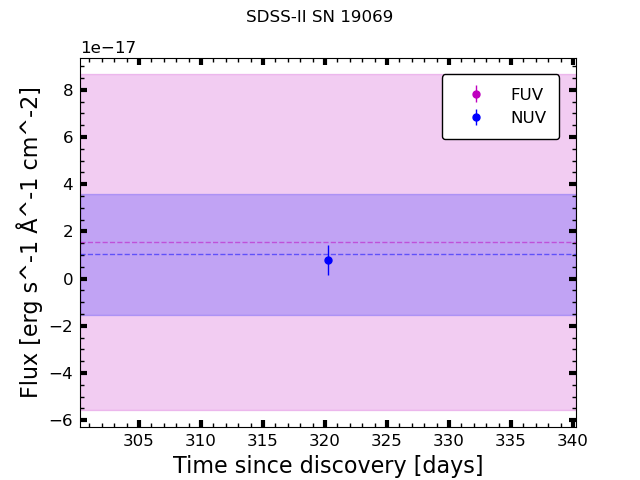 SDSS-II SN 19069
1e−17
FUV
NUV
8
6
4
2
0
−2
−4
−6
Flux [erg s^-1 Å^-1 cm^-2]
305 310 315 320 325 330 335 340
Time since discovery [days]